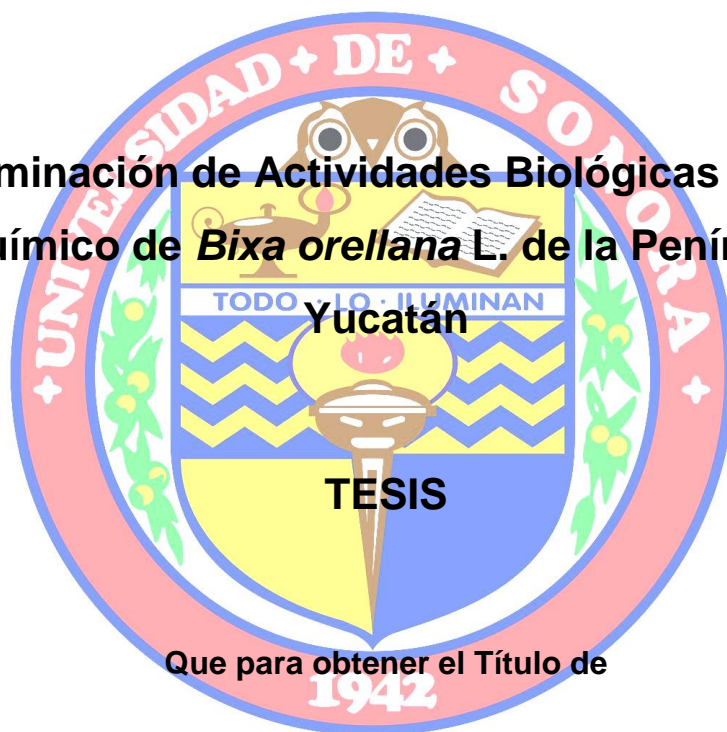 UNIVERSIDAD DE SONORA
minación de Actividades Biológicas
uímico de Bixa orellana L. de la Penín
TODO · LO · ILUMINAN
Yucatán
TESIS
Que para obtener el Título de
1942